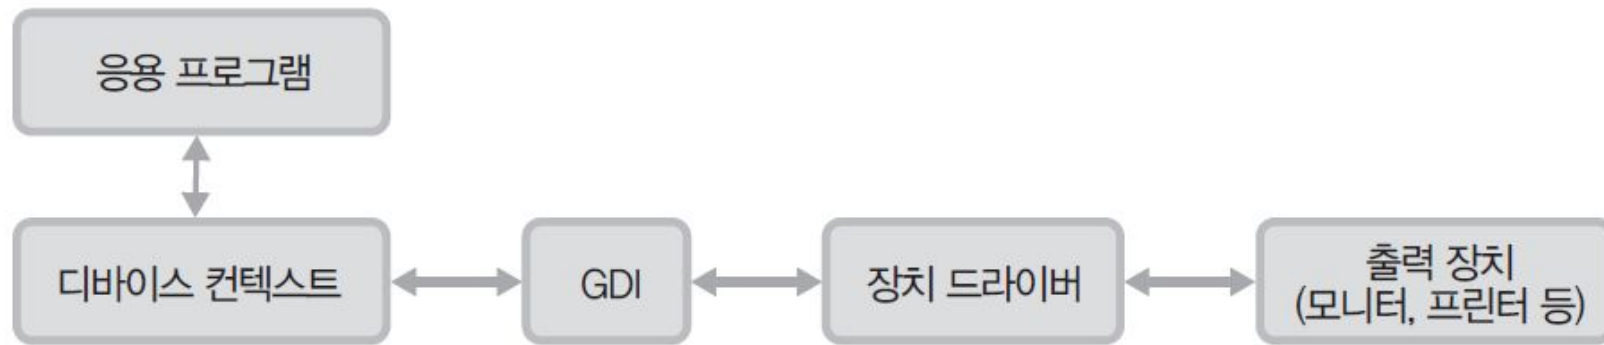 응용 프로그램
디바이스 컨텍스트
GDI
장치 드라이버
출력 장치
(모니터, 프린터 등)